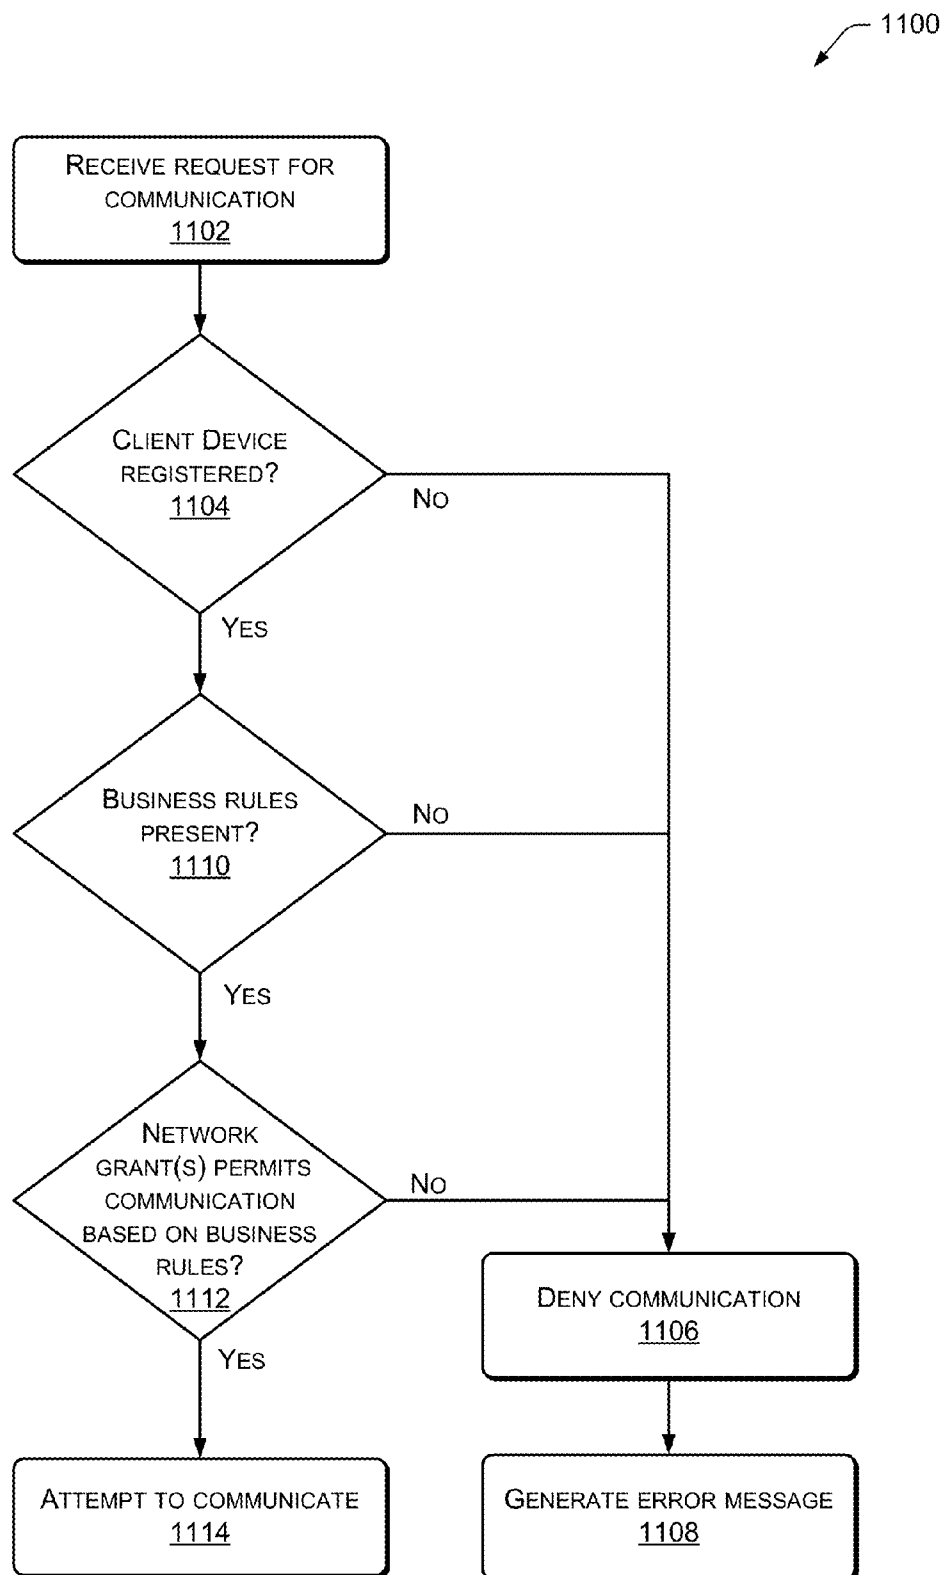 1100
RECEIVE REQUEST FOR
COMMUNICATION
1102
CLIENT DEVICE
REGISTERED?
1104
NO
YES
BUSINESS RULES
PRESENT?
1110
NO
YES
NETWORK
GRANT(S) PERMITS
COMMUNICATION
BASED ON BUSINESS
RULES?
1112
NO
YES
DENY COMMUNICATION
1106
ATTEMPT TO COMMUNICATE
1114
GENERATE ERROR MESSAGE
1108